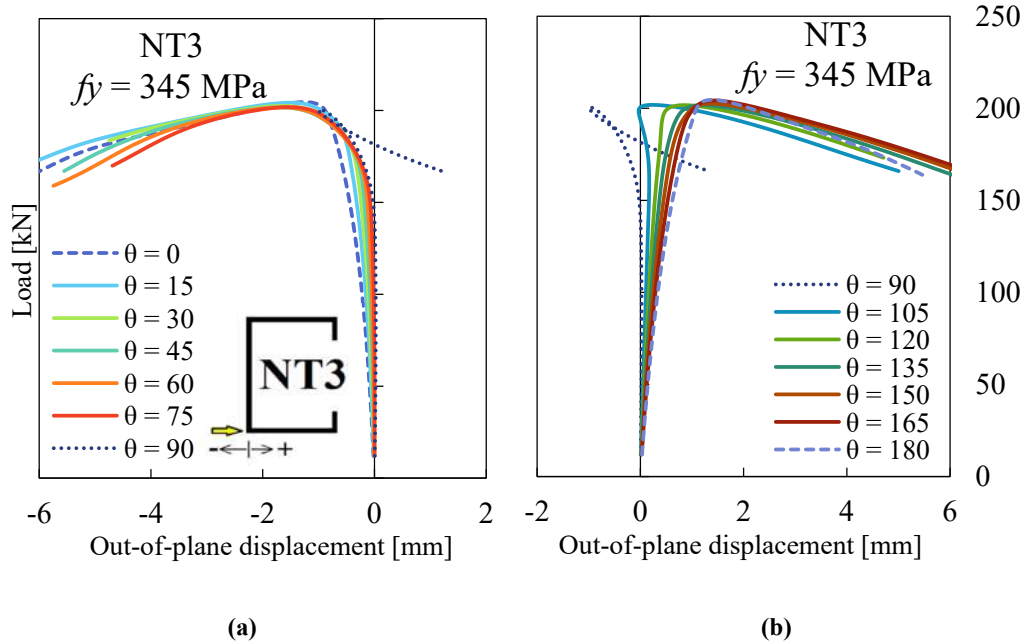 NT3
fy = 345 MPa
Load [kN]
θ = 0
θ = 15
θ = 30
θ = 45
θ = 60
θ = 75
θ = 90
NT3
- +
-6 -4 -2 0 2
Out-of-plane displacement [mm]
(a)
NT3
fy = 345 MPa
250
200
150
100
50
0
θ = 90
θ = 105
θ = 120
θ = 135
θ = 150
θ = 165
θ = 180
-2 0 2 4 6
Out-of-plane displacement [mm]
(b)